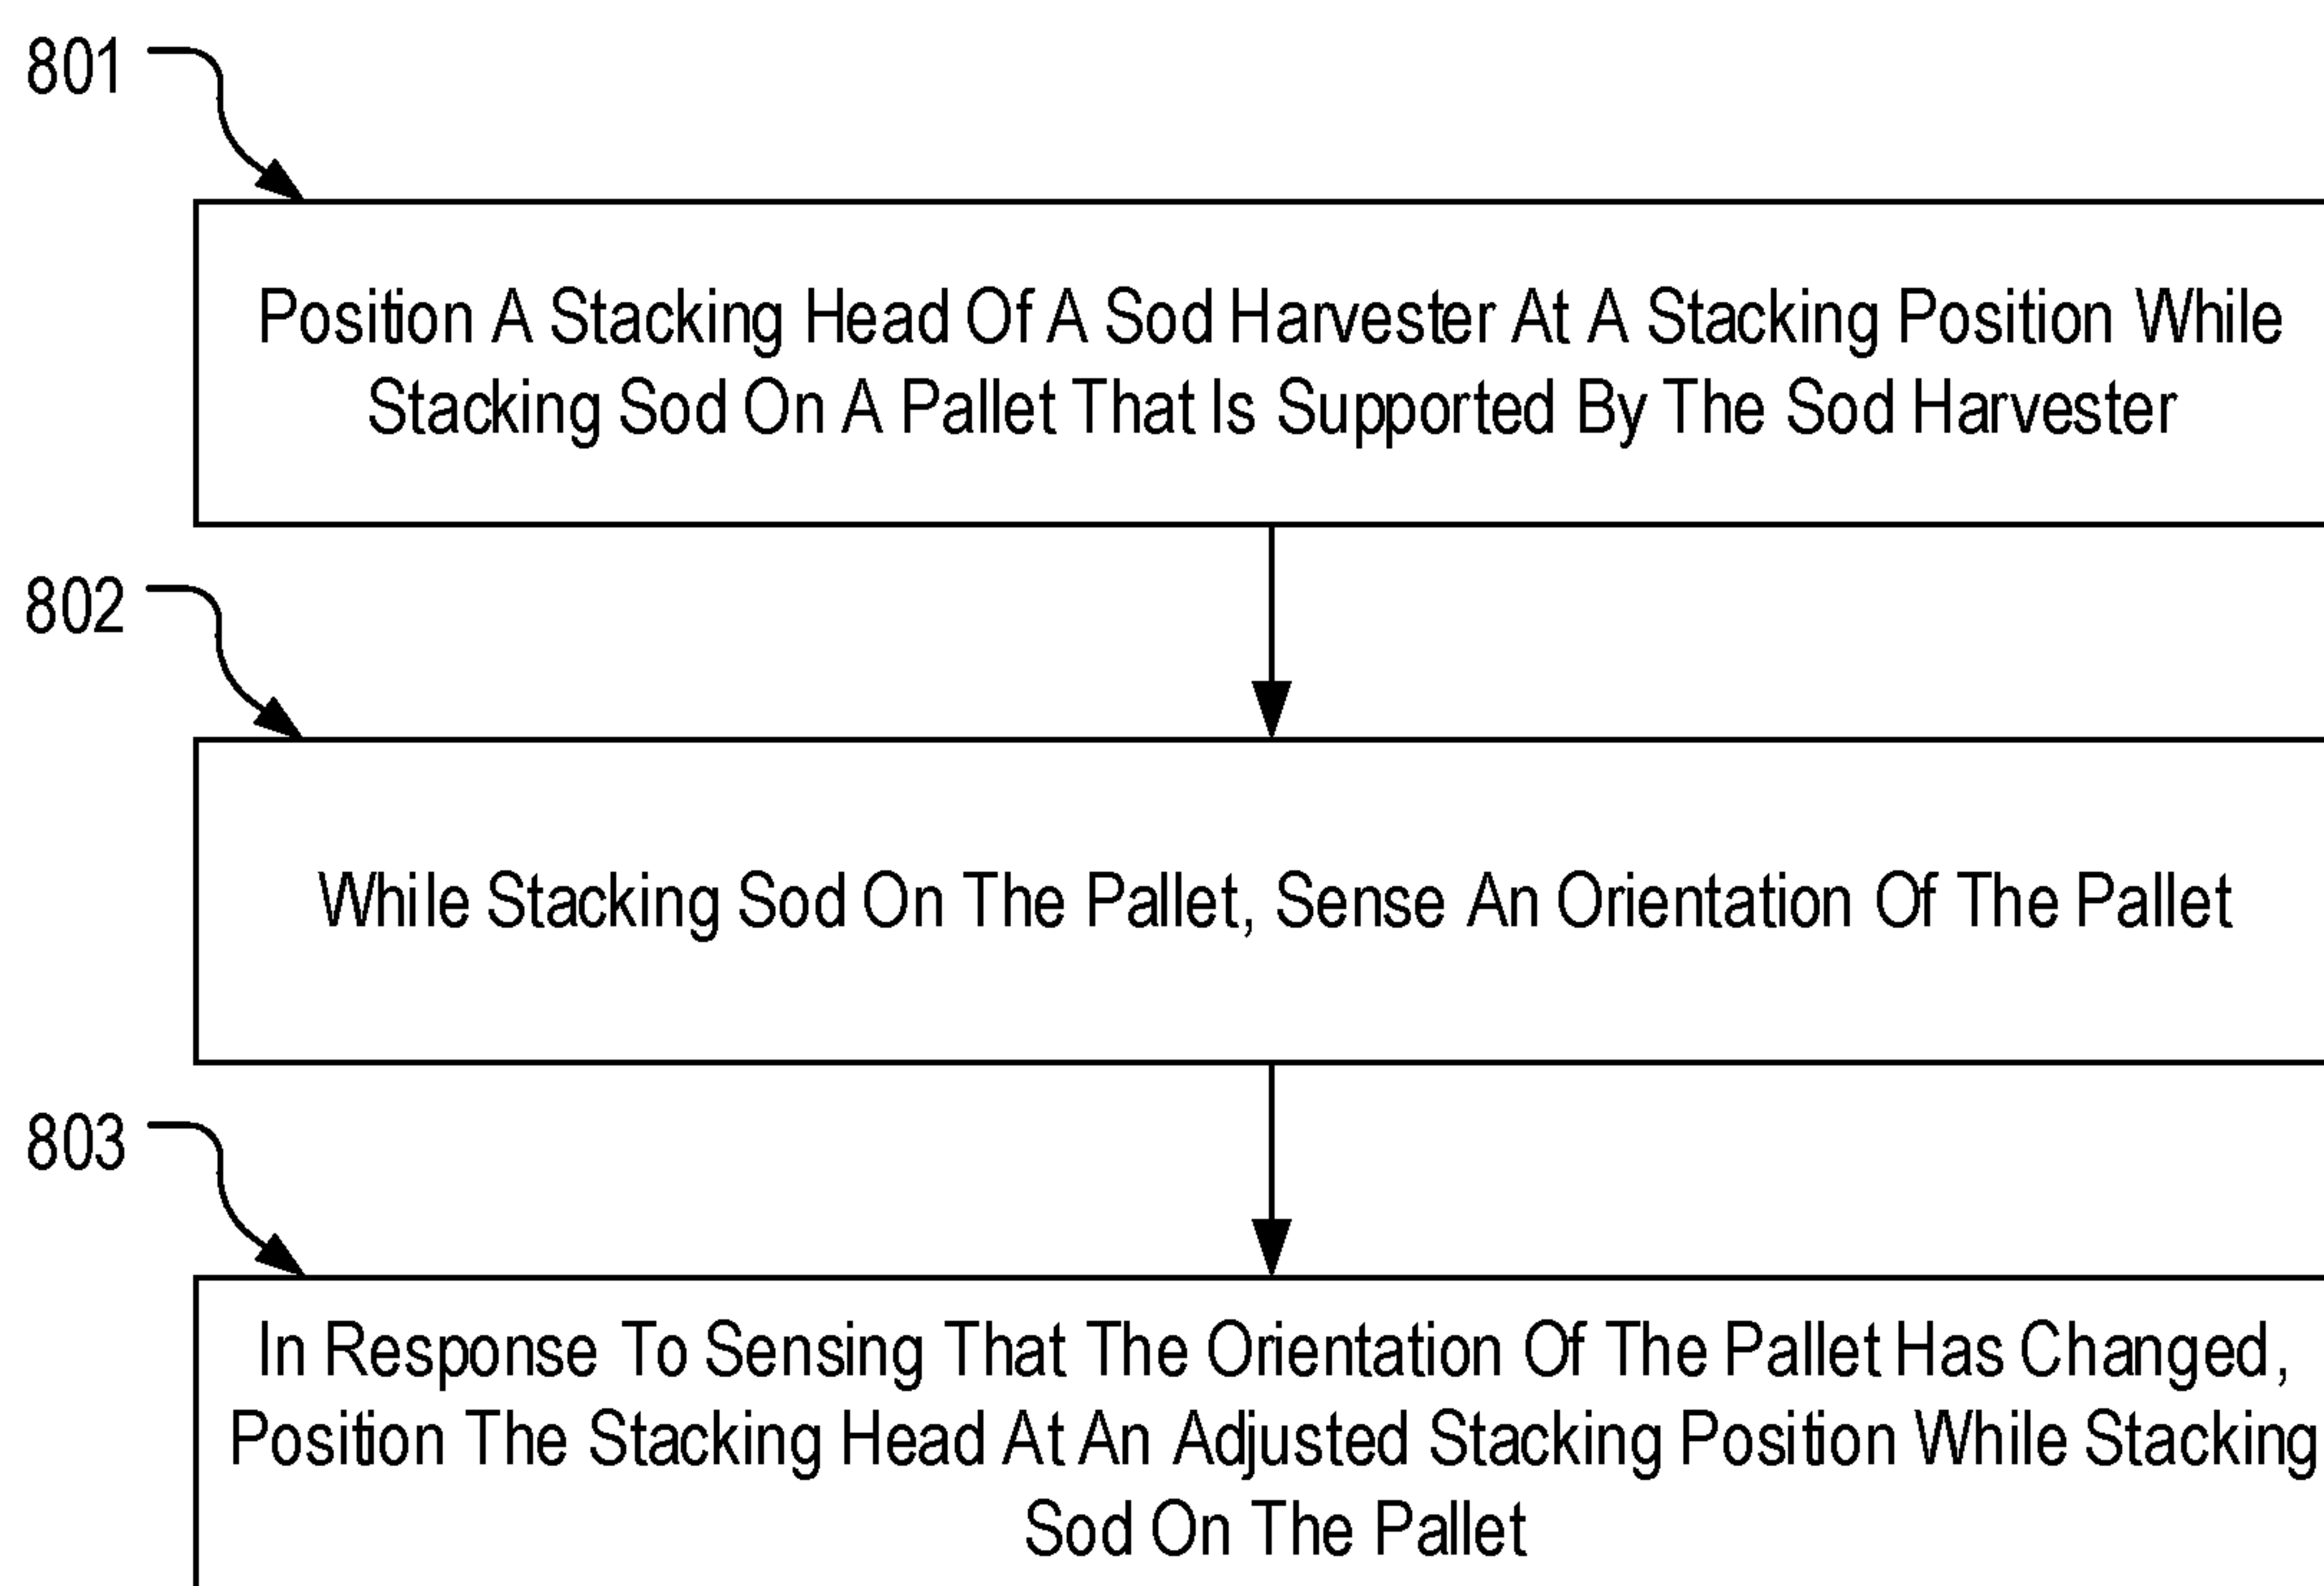 801
Position A Stacking Head Of A Sod Harvester At A Stacking Position While
Stacking Sod On A Pallet That Is Supported By The Sod Harvester
802
While Stacking Sod On The Pallet, Sense An Orientation Of The Pallet
803
In Response To Sensing That The Orientation Of The Pallet Has Changed,
Position The Stacking Head At An Adjusted Stacking Position While Stacking
Sod On The Pallet